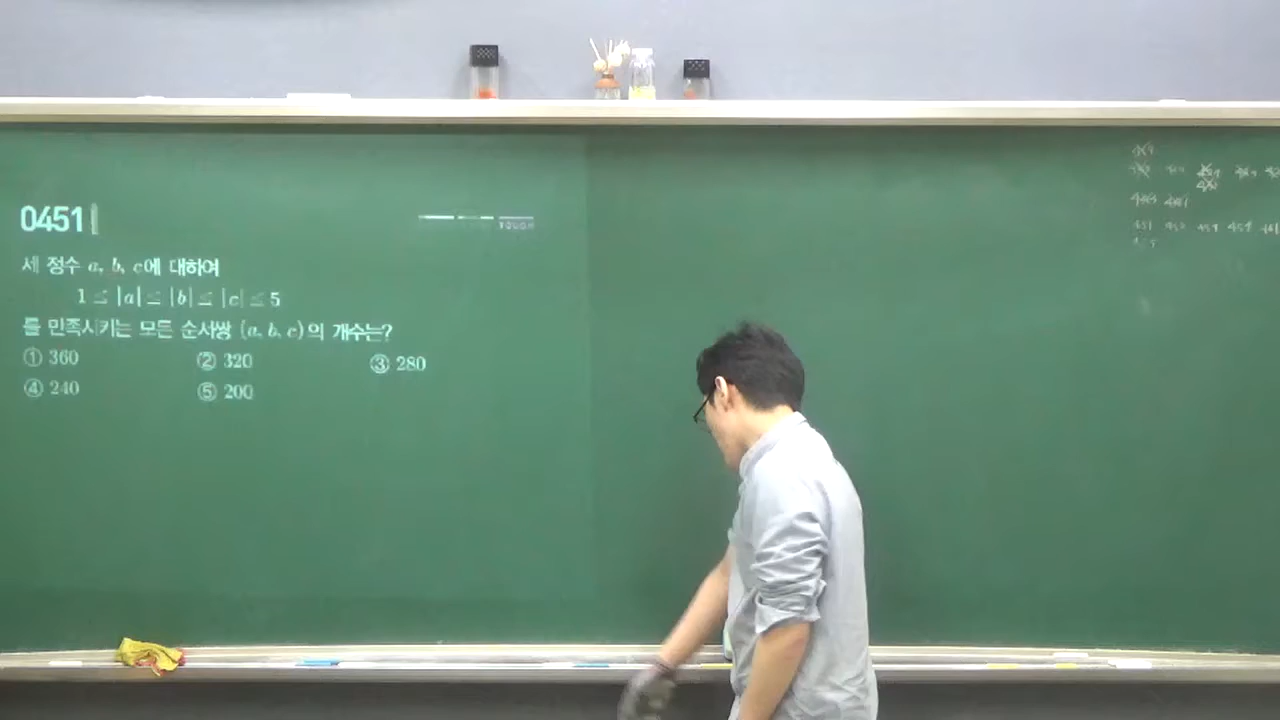 0451
TOUGH
세 정수 a, b, c에 대하여
1 ≤ |a| ≤ |b| ≤ |c| ≤ 5
를 만족시키는 모든 순서쌍 (a, b, c)의 개수는?
① 360 ② 320 ③ 280
④ 240 ⑤ 200